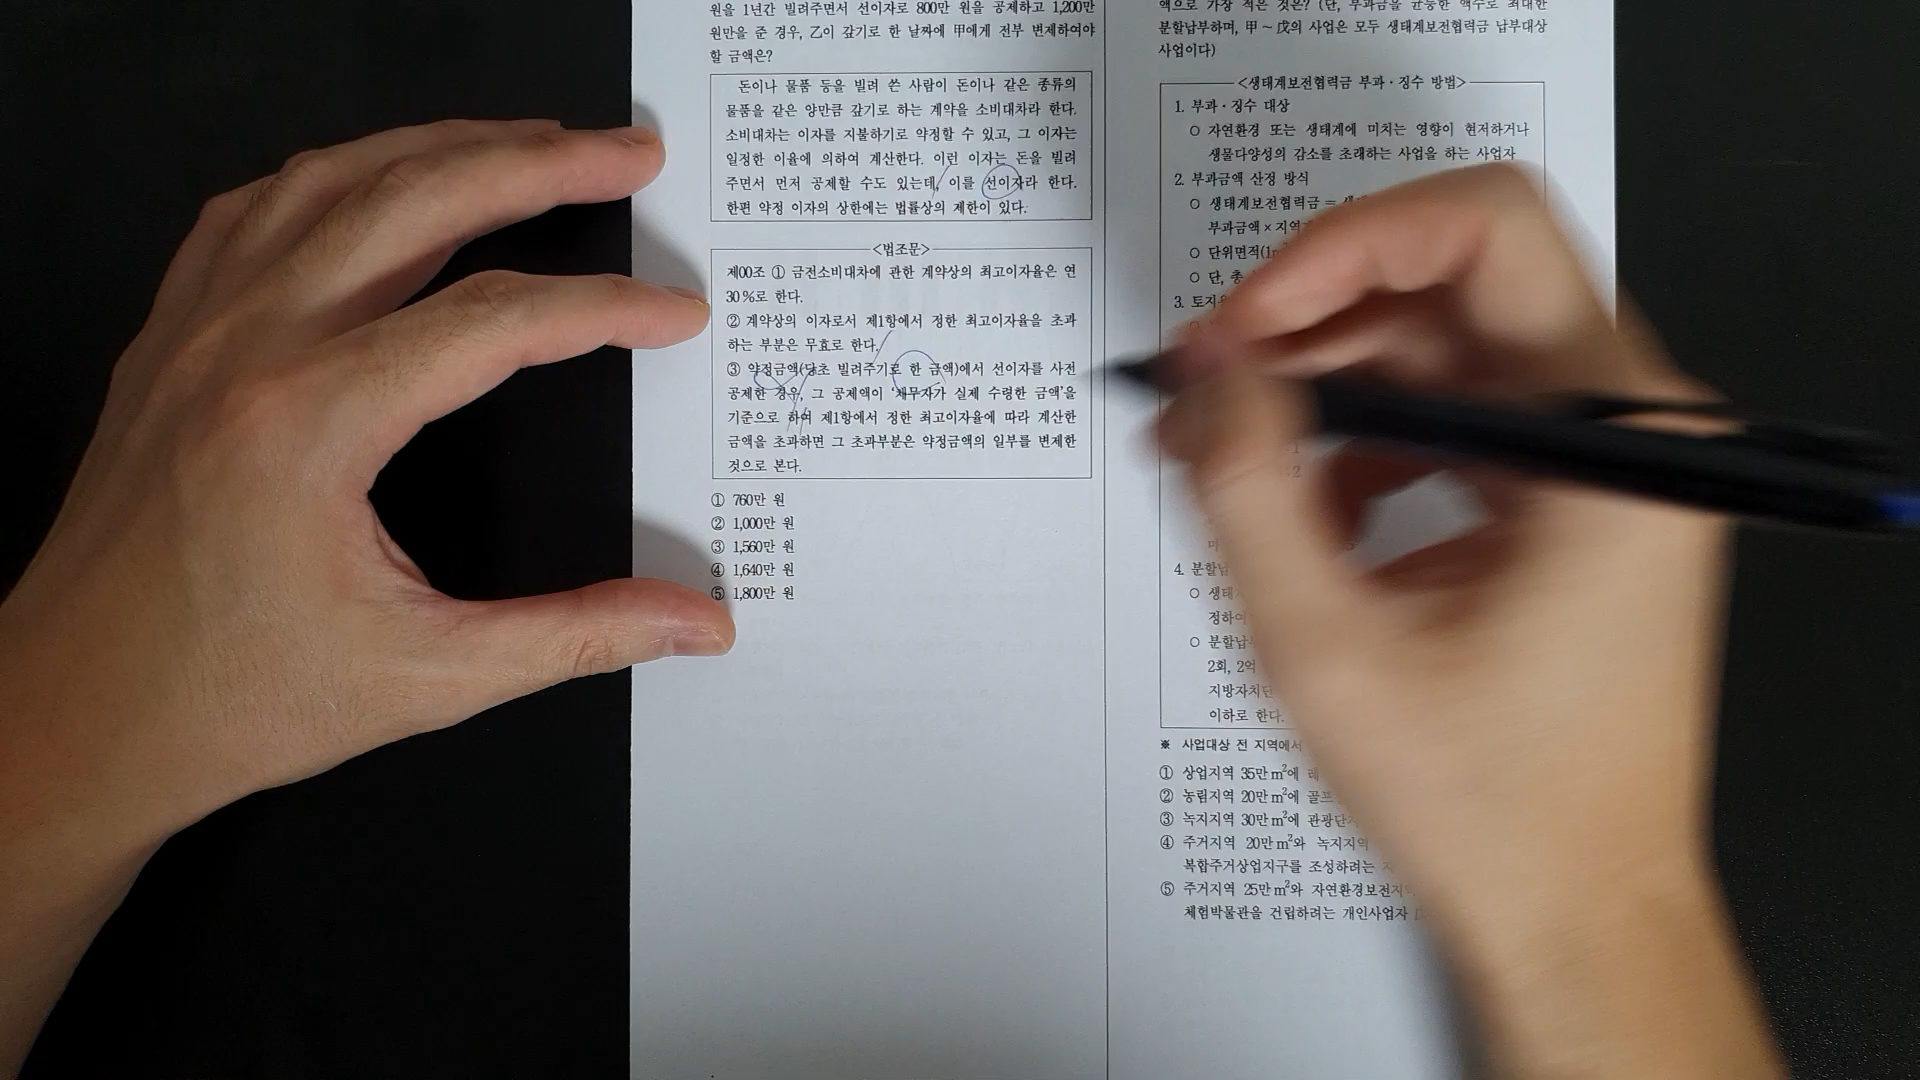 원을 1년간 빌려주면서 선이자로 800만 원을 공제하고 1,200만
원만을 준 경우, 乙이 갚기로 한 날짜에 甲에게 전부 변제하여야
할 금액은?
돈이나 물품 등을 빌려 쓴 사람이 돈이나 같은 종류의
물품을 같은 양만큼 갚기로 하는 계약을 소비대차라 한다.
소비대차는 이자를 지불하기로 약정할 수 있고, 그 이자는
일정한 이율에 의하여 계산한다. 이런 이자는 돈을 빌려
주면서 먼저 공제할 수도 있는데, 이를 선이자라 한다.
한편 약정 이자의 상한에는 법률상의 제한이 있다.
<법조문>
제00조 ① 금전소비대차에 관한 계약상의 최고이자율은 연
30%로 한다.
② 계약상의 이자로서 제1항에서 정한 최고이자율을 초과
하는 부분은 무효로 한다.
③ 약정금액(당초 빌려주기로 한 금액)에서 선이자를 사전
공제한 경우, 그 공제액이 '채무자가 실제 수령한 금액'을
기준으로 하여 제1항에서 정한 최고이자율에 따라 계산한
금액을 초과하면 그 초과부분은 약정금액의 일부를 변제한
것으로 본다.
① 760만 원
② 1,000만 원
③ 1,560만 원
④ 1,640만 원
⑤ 1,800만 원
액으로 가장 적은 것은? (단, 부과금을 균등한 액수로 최대한
분할납부하며, 甲~戊의 사업은 모두 생태계보전협력금 납부대상
사업이다)
<생태계보전협력금 부과·징수 방법>
1. 부과·징수 대상
○ 자연환경 또는 생태계에 미치는 영향이 현저하거나
생물다양성의 감소를 초래하는 사업을 하는 사업자
2. 부과금액 산정 방식
○ 생태계보전협력금 =
부과금액 × 지역
○ 단위면적(1
○ 단, 총
3. 토지
4. 분할납
○ 생태
정하여
○ 분할납
2회, 2억
지방자치단
이하로 한다.
※ 사업대상 전 지역에서
① 상업지역 35만㎡에
② 농림지역 20만㎡에 골프
③ 녹지지역 30만㎡에 관광단
④ 주거지역 20만㎡와 녹지지역
복합주거상업지구를 조성하려는
⑤ 주거지역 25만㎡와 자연환경보전지
체험박물관을 건립하려는 개인사업자